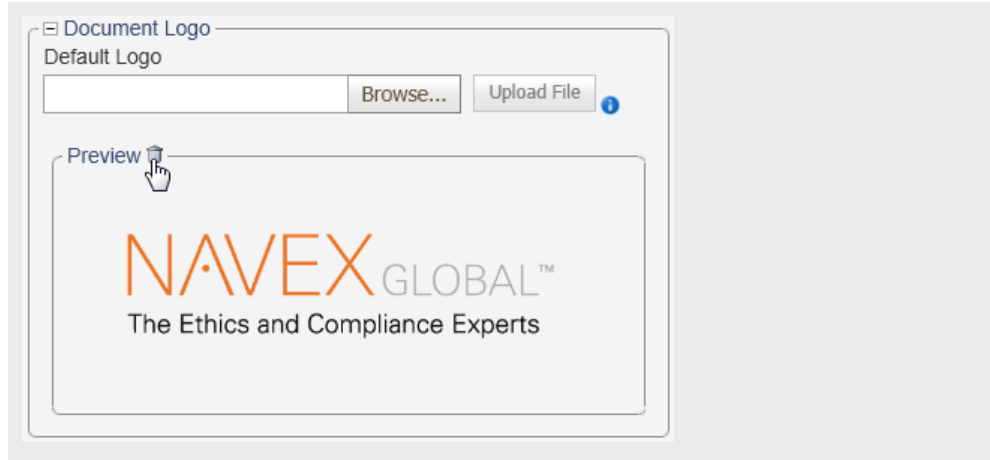 Document Logo
Default Logo
Browse... Upload File
Preview
NAVEX GLOBAL™
The Ethics and Compliance Experts